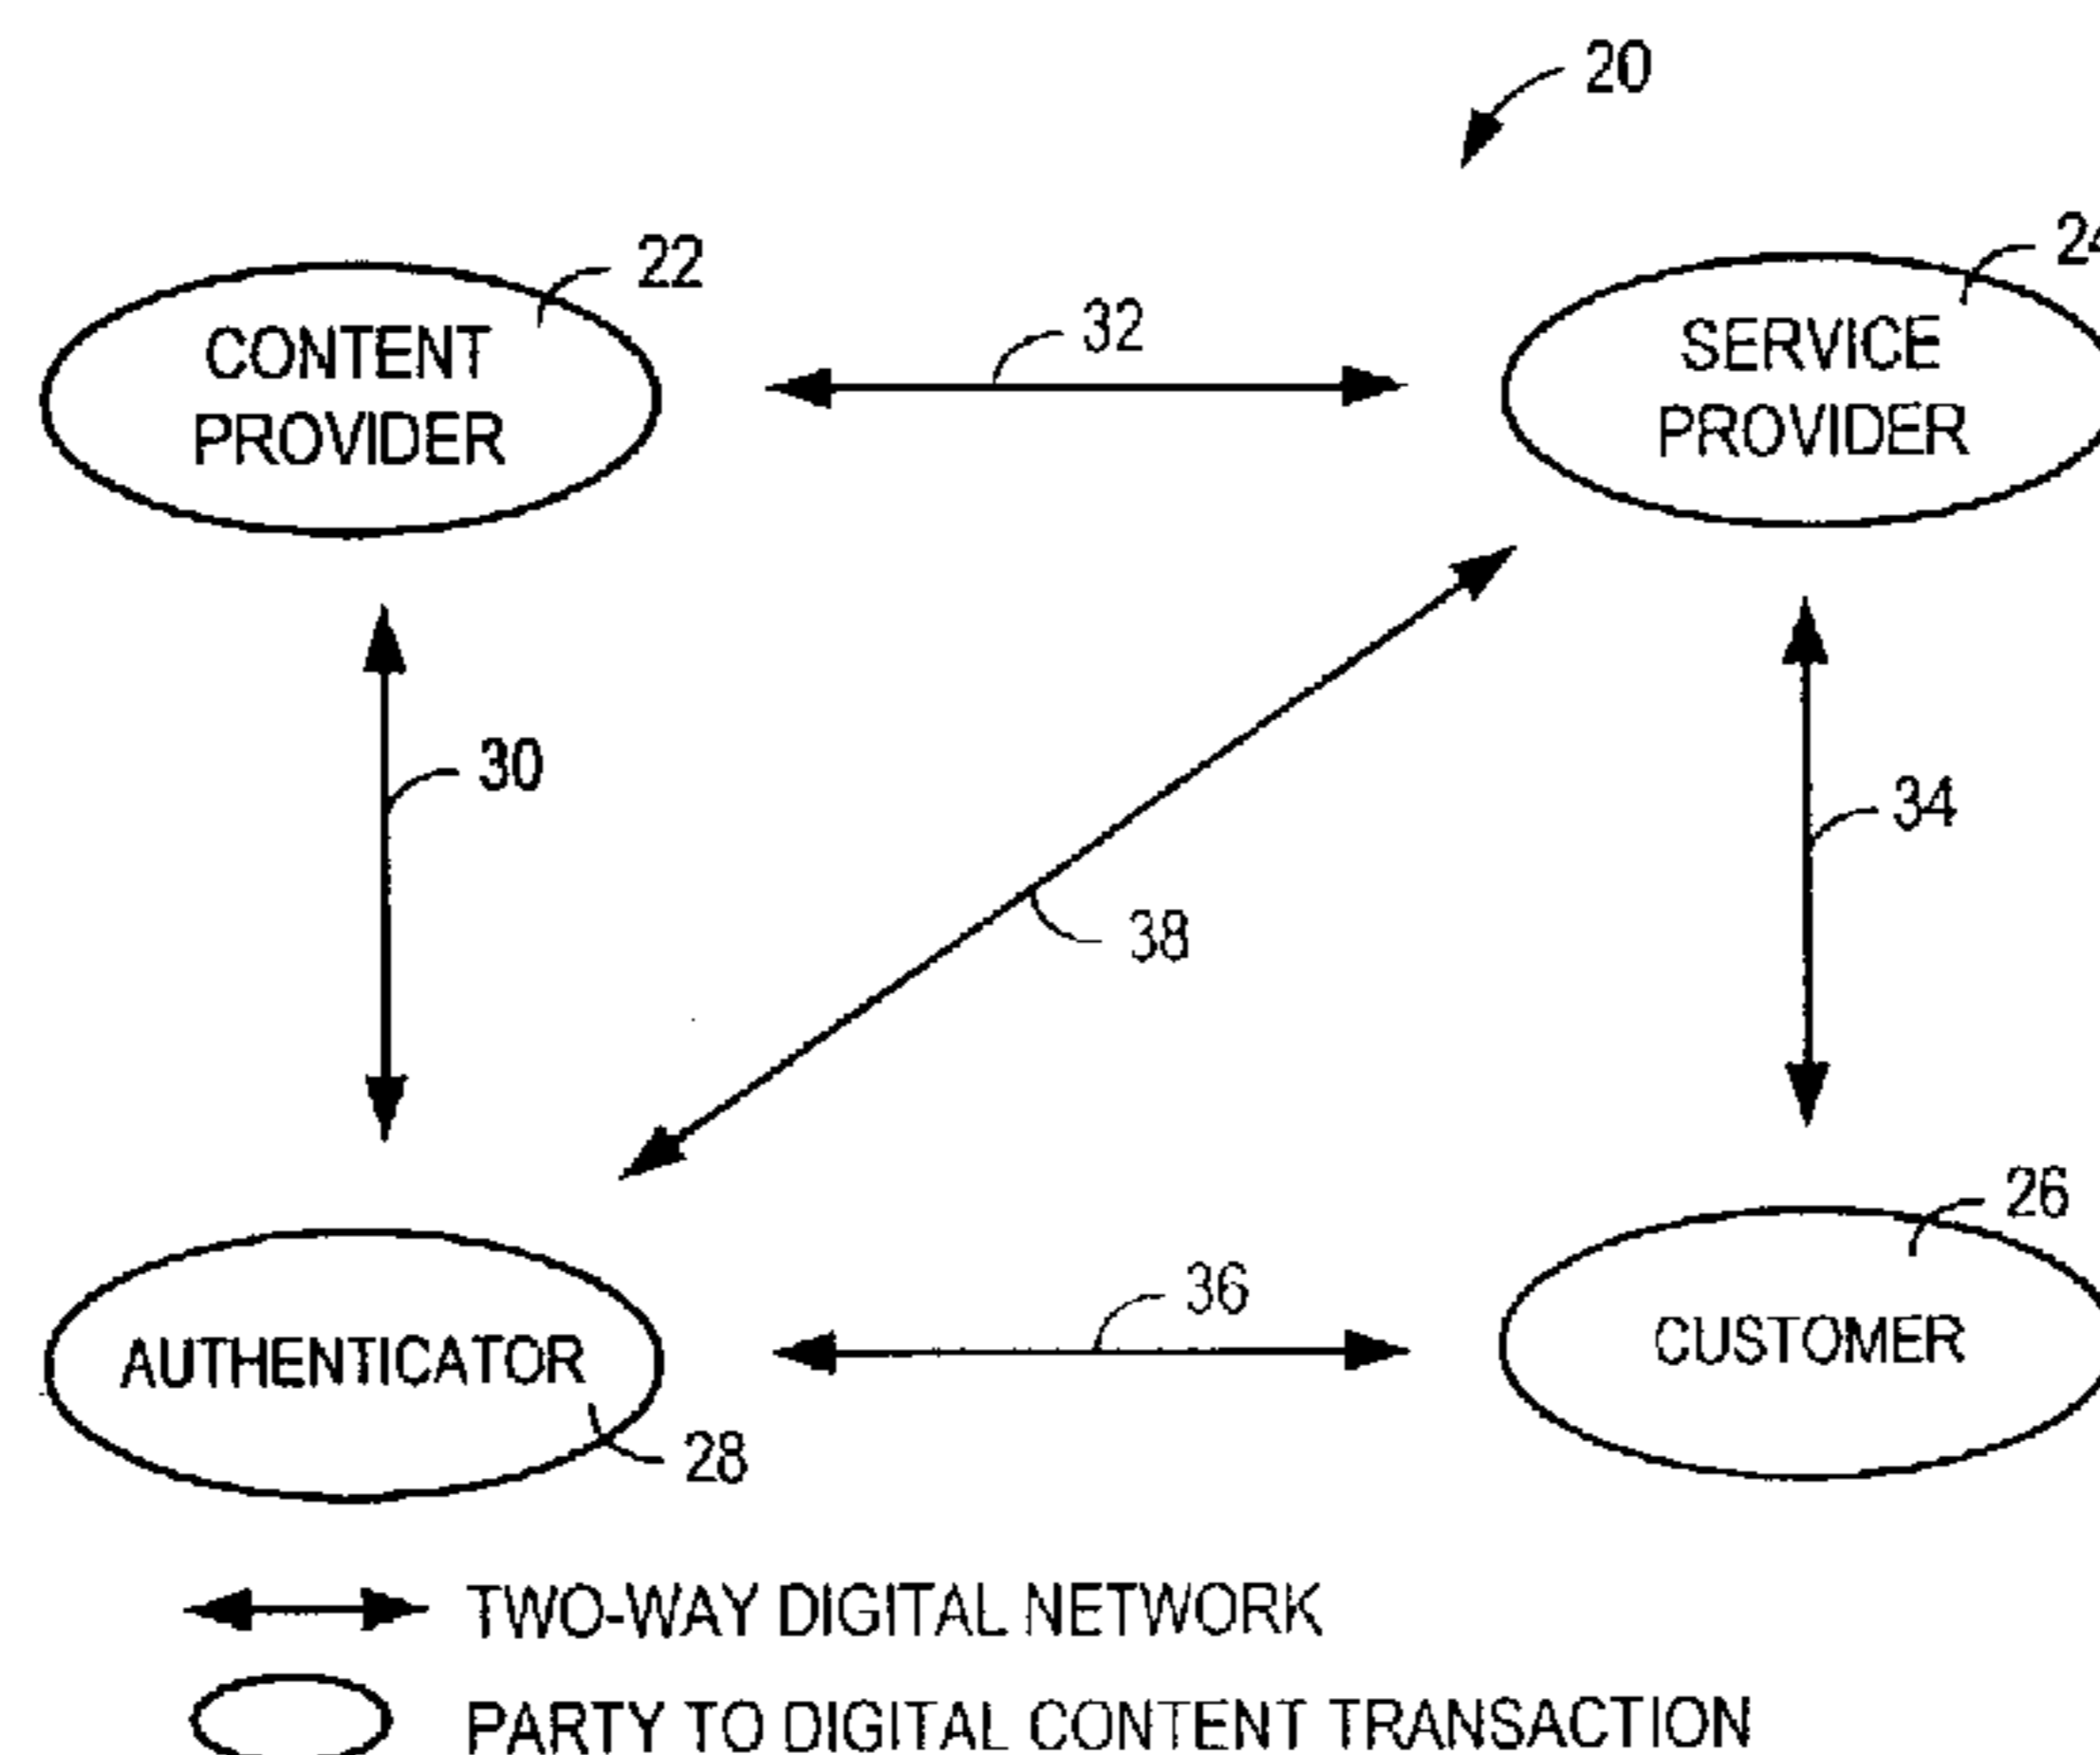 20
22
24
CONTENT
PROVIDER
32
SERVICE
PROVIDER
30
34
38
26
36
AUTHENTICATOR
CUSTOMER
28
TWO-WAY DIGITAL NETWORK
PARTY TO DIGITAL CONTENT TRANSACTION